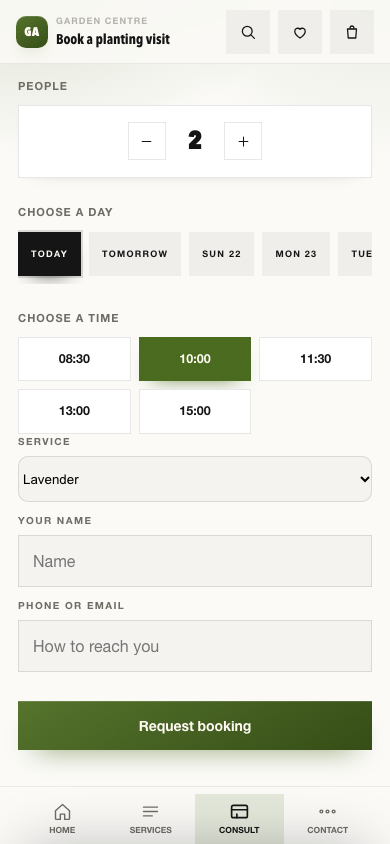 GA
GARDEN CENTRE
Book a planting visit
PEOPLE
− 2 +
CHOOSE A DAY
TODAY TOMORROW SUN 22 MON 23 TUE
CHOOSE A TIME
08:30 10:00 11:30
13:00 15:00
SERVICE
Lavender
YOUR NAME
Name
PHONE OR EMAIL
How to reach you
Request booking
HOME SERVICES CONSULT CONTACT